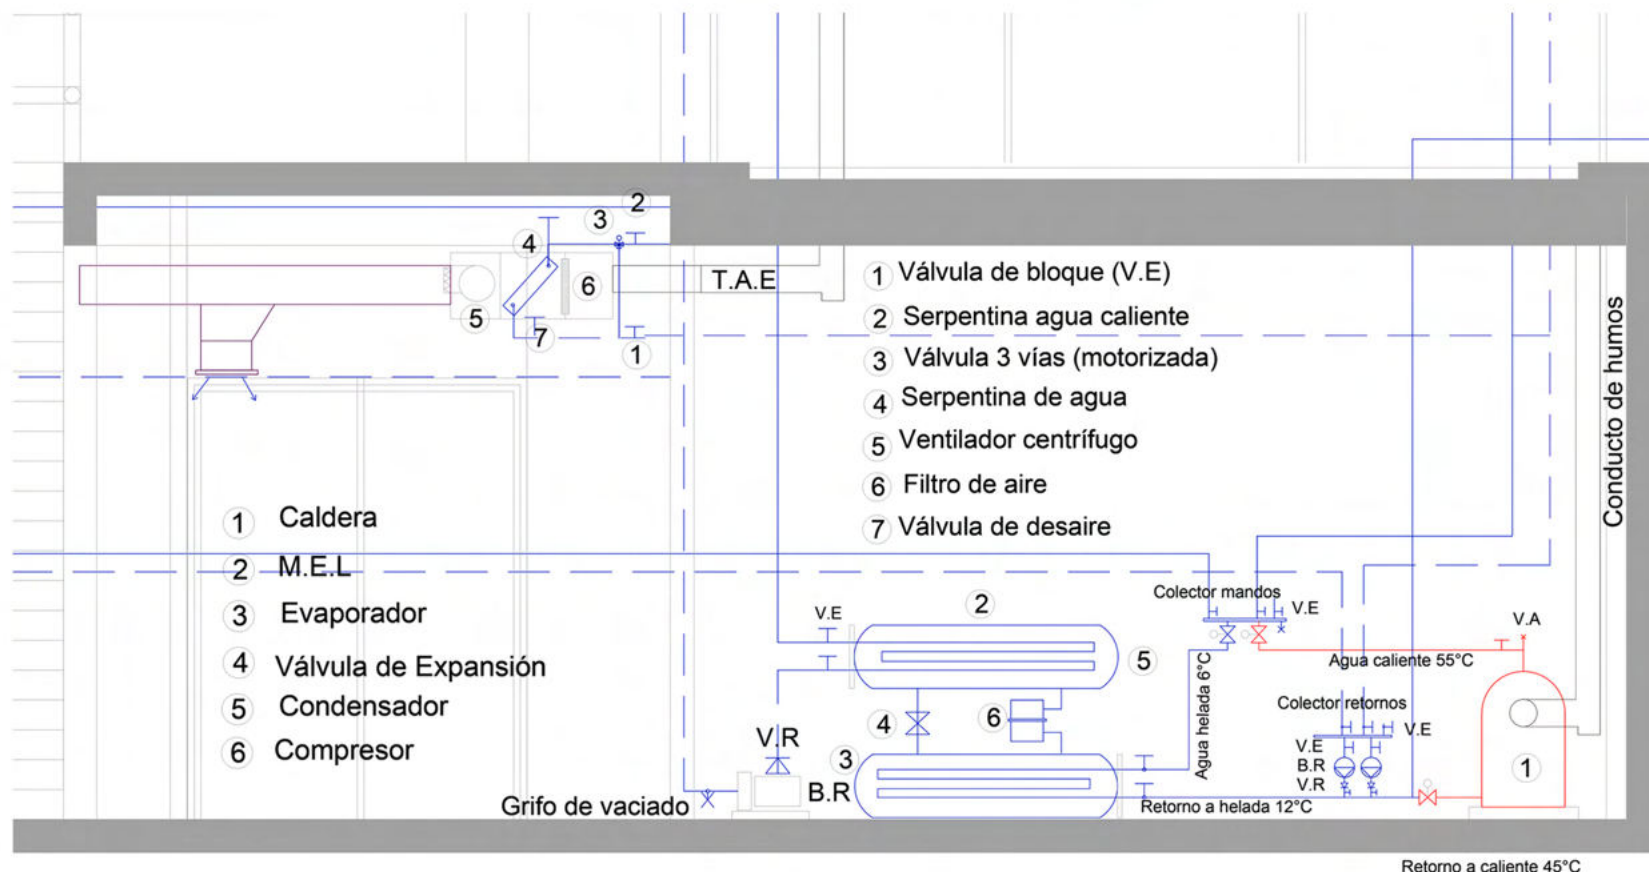 2
3
4
6
T.A.E
5
7
1
1 Válvula de bloque (V.E)
2 Serpentina agua caliente
3 Válvula 3 vías (motorizada)
4 Serpentina de agua
5 Ventilador centrífugo
6 Filtro de aire
7 Válvula de desaire
Conducto de humos
1 Caldera
2 M.E.L
3 Evaporador
4 Válvula de Expansión
5 Condensador
6 Compresor
Colector mandos
V.E
2
V.E
V.A
5
Agua helada 6°C
Agua caliente 55°C
Colector retornos
V.E
4
6
V.R
V.E
3
B.R
1
V.R
B.R
Grifo de vaciado
Retorno a helada 12°C
Retorno a caliente 45°C